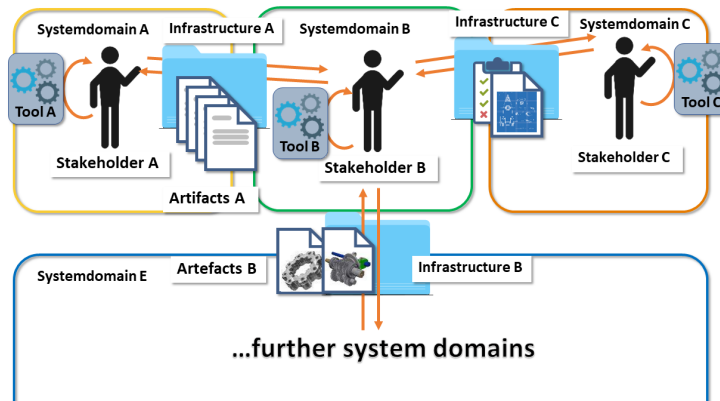 Systemdomain A
Infrastructure A
Systemdomain B
Infrastructure C
Systemdomain C
Tool A
Tool B
Tool C
Stakeholder A
Stakeholder B
Stakeholder C
Artifacts A
Systemdomain E
Artefacts B
Infrastructure B
...further system domains